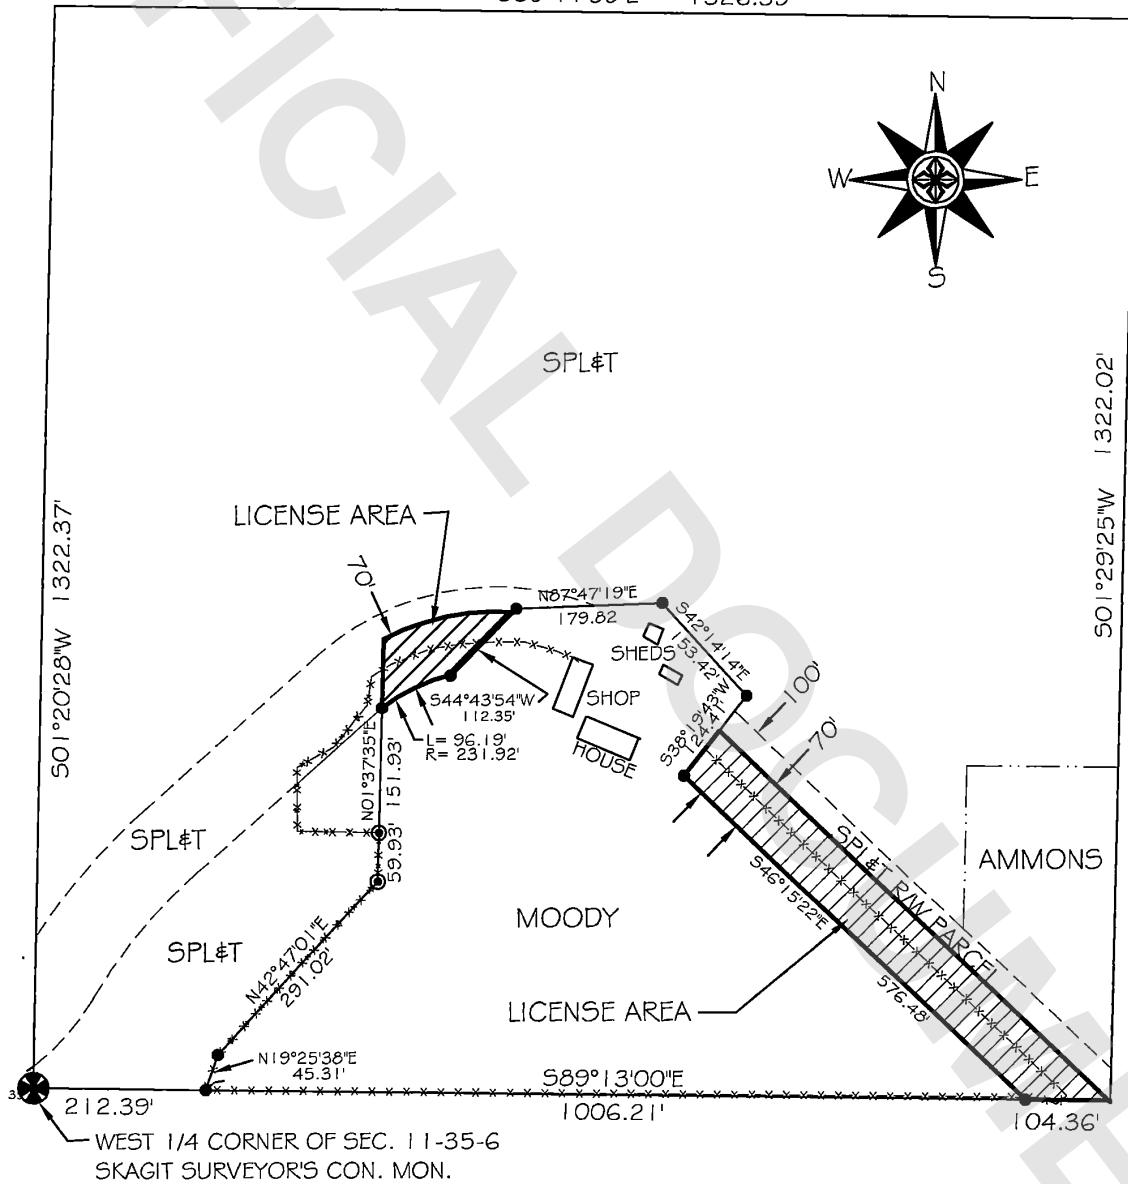 N
W
E
S
SPL&T
S01°29'25"W 1322.02'
S01°20'28"W 1322.37'
LICENSE AREA
70'
N87°47'19"E
179.82
S42°14'14"E
153.42'
SHEDS
SHOP
HOUSE
S44°43'54"W
112.35'
L= 96.19'
R= 231.92'
S38°19'43"W
124.41'
100'
70'
N01°37'35"E
151.93'
59.93'
SPL&T
SPL&T R/W PARCEL
AMMONS
S46°15'22"E
576.48'
MOODY
SPL&T
N42°47'01"E
291.02'
LICENSE AREA
N19°25'38"E
45.31'
S89°13'00"E
212.39'
1006.21'
104.36'
WEST 1/4 CORNER OF SEC. 11-35-6
SKAGIT SURVEYOR'S CON. MON.